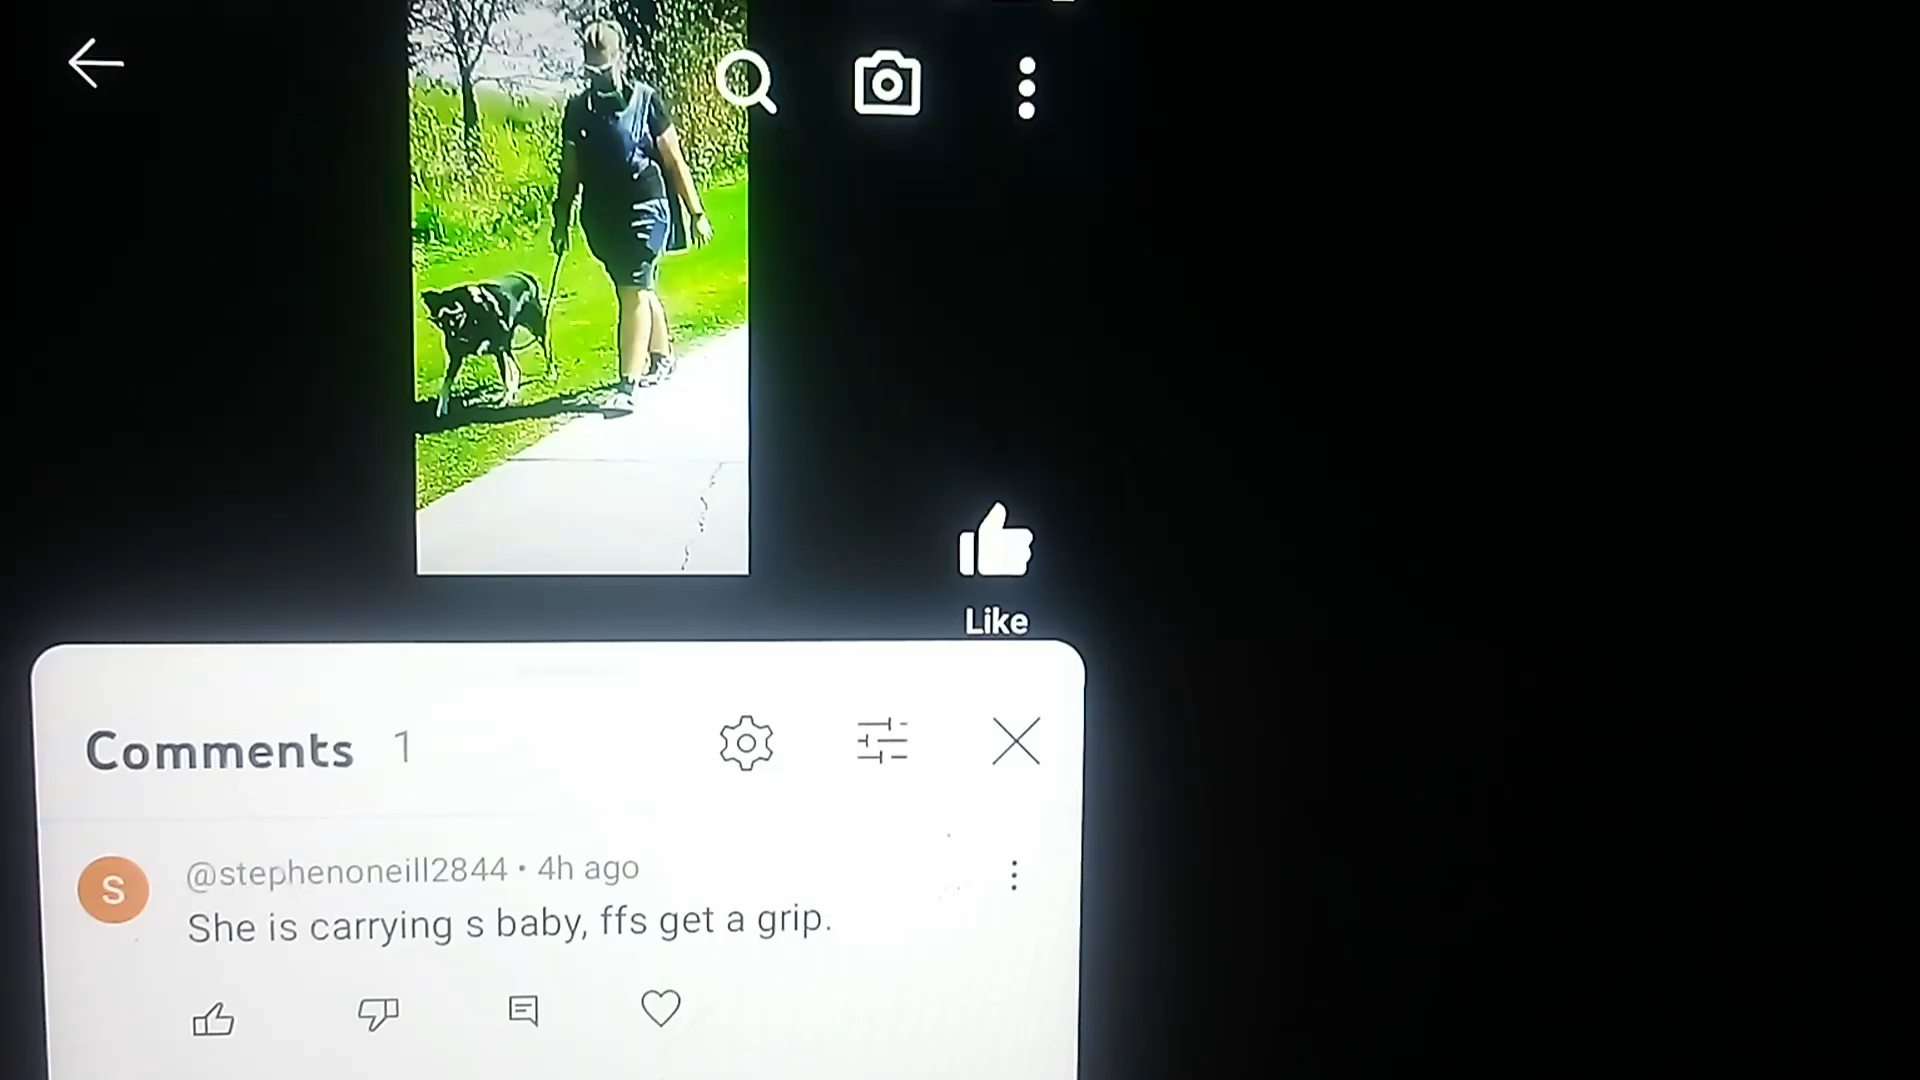 Like
Comments 1
@stephenoneill2844 • 4h ago
S
She is carrying s baby, ffs get a grip.